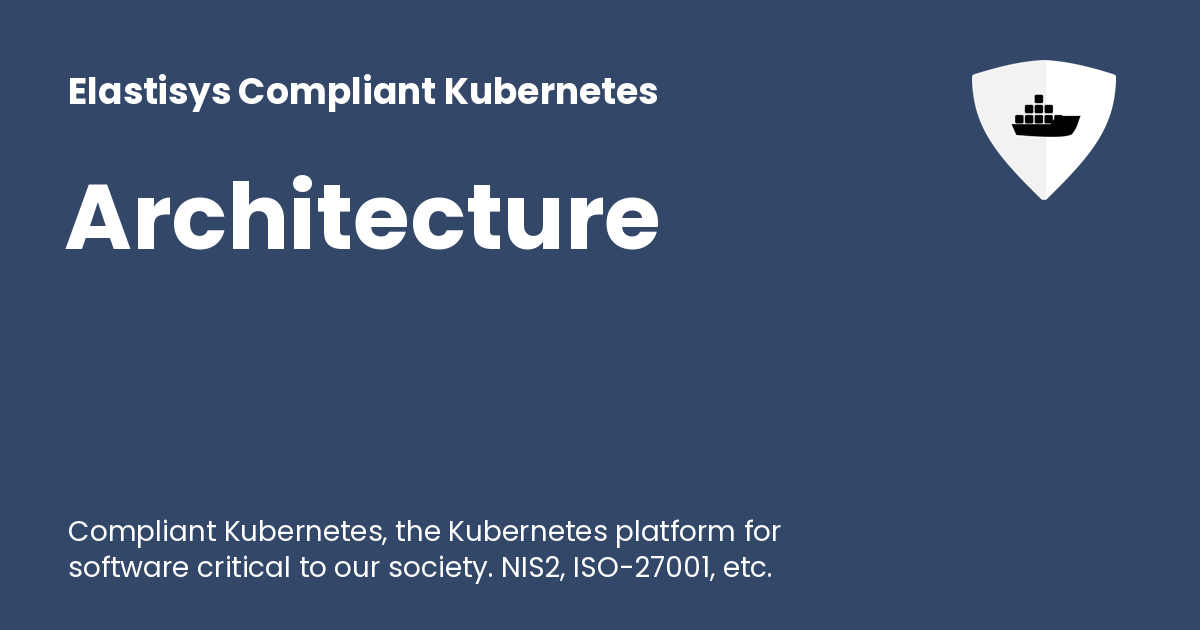 Elastisys Compliant Kubernetes
Architecture
Compliant Kubernetes, the Kubernetes platform for
software critical to our society. NIS2, ISO-27001, etc.